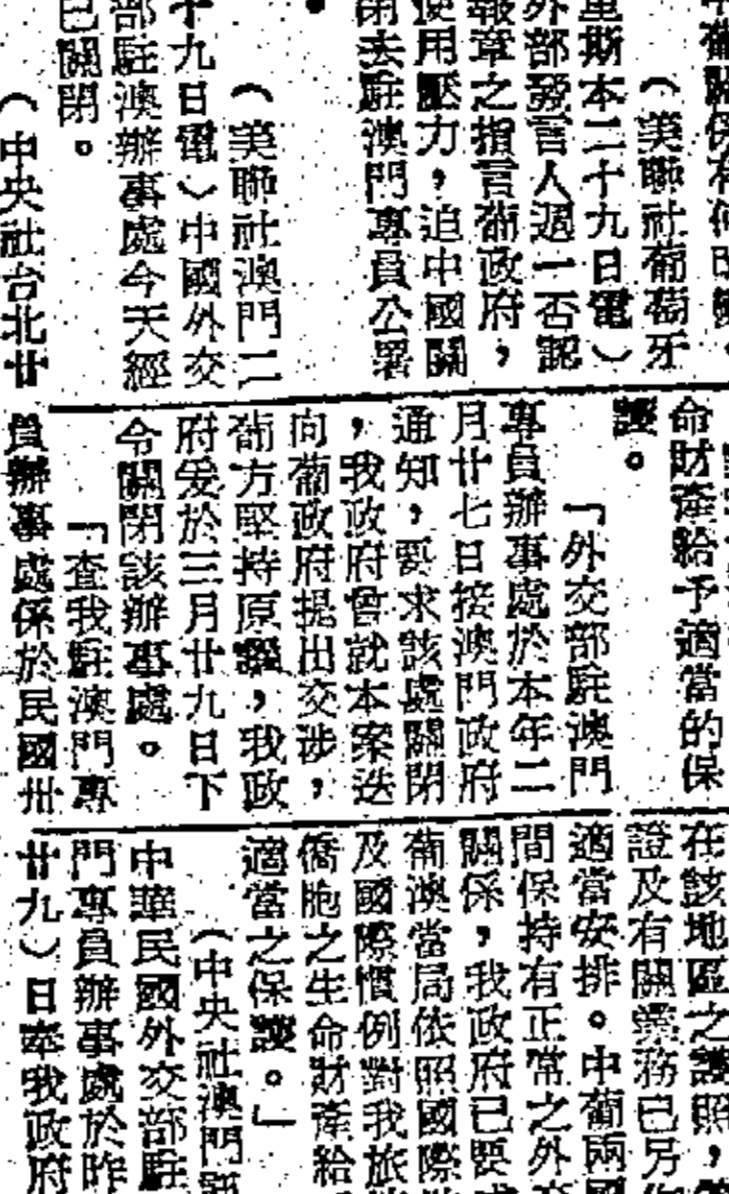 葡關係有何改
（美聯社葡萄牙
里斯本二十九日電）
外部發言人週一否認
報章之指言葡政府，
使用壓力，迫中國關
閉去駐澳門專員公署
。
（美聯社澳門二
十九日電）中國外交
部駐澳辦事處今天經
已關閉。
（中央社台北廿
命財產給予適當的保
護。
「外交部駐澳門
專員辦事處於本年二
月廿七日接澳門政府
通知，要求該處關閉
，我政府曾就本案迭
向葡政府提出交涉，
葡方堅持原議，我政
府爰於三月廿九日下
令關閉該辦事處。
「查我駐澳門專
員辦事處係於民國卅
在該地區之護照，
證及有關業務已另
適當安排。中葡兩國
間保持有正常之外
關係，我政府已要
葡澳當局依照國際
及國際慣例對我旅
僑胞之生命財產給
適當之保護。」
（中央社澳門
中華民國外交部駐
門專員辦事處於昨
廿九）日奉我政府